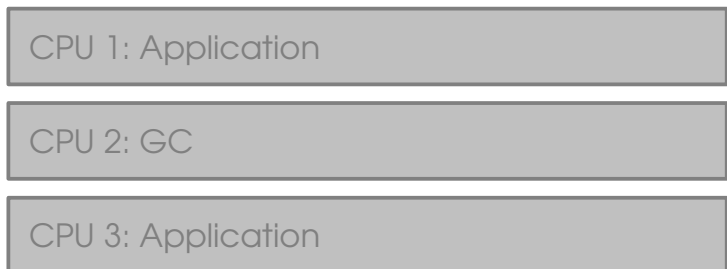 CPU 1: Application
CPU 2: GC
CPU 3: Application